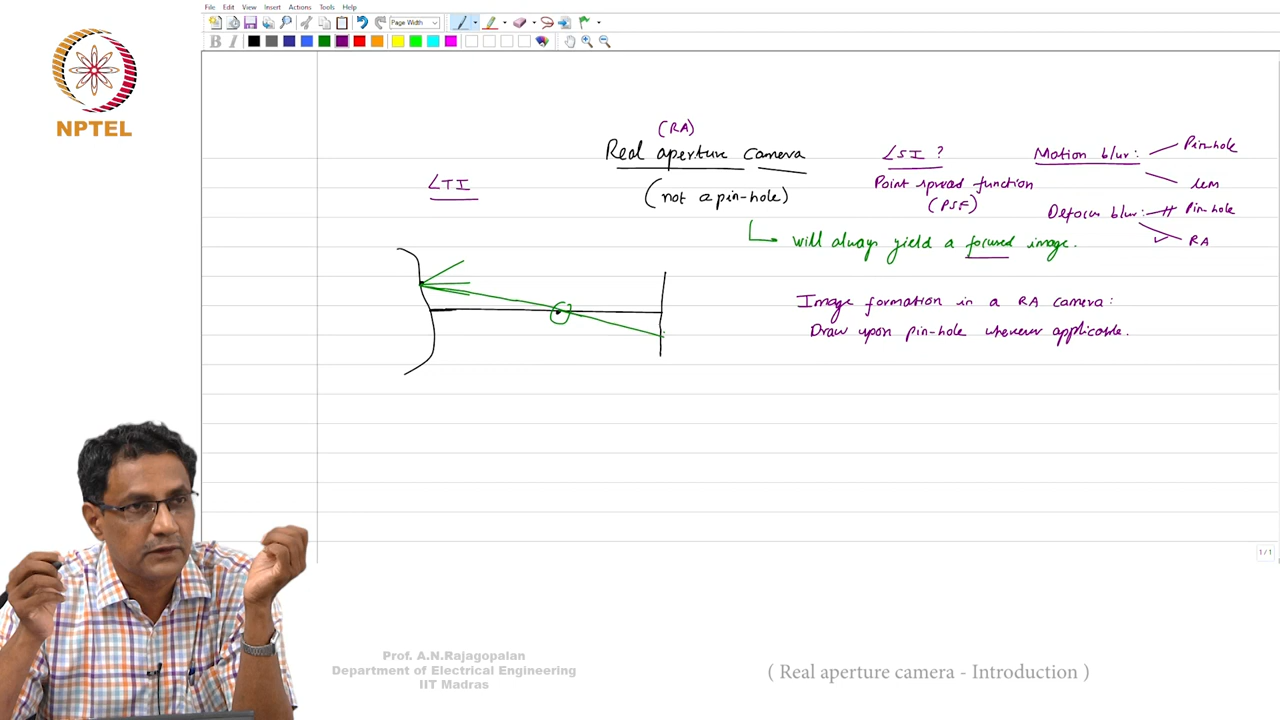 File Edit View Insert Actions Tools Help
Page Width
B I
NPTEL
(RA)
Real aperture camera
(not a pin-hole)
will always yield a focused image.
LTI
LSI ?
Point spread function
(PSF)
Motion blur:
Pin-hole
lens
Defocus blur:
Pin-hole
RA
Image formation in a RA camera:
Draw upon pin-hole wherever applicable.
1 / 1
Prof. A.N.Rajagopalan
Department of Electrical Engineering
IIT Madras
( Real aperture camera - Introduction )